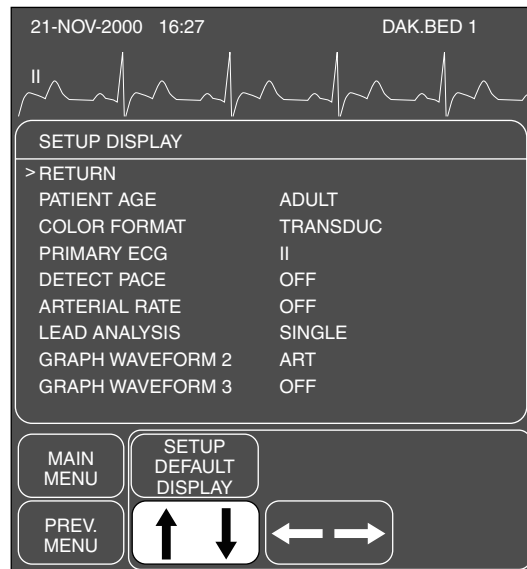 21-NOV-2000 16:27 DAK.BED 1
II
SETUP DISPLAY
> RETURN
PATIENT AGE ADULT
COLOR FORMAT TRANSDUC
PRIMARY ECG II
DETECT PACE OFF
ARTERIAL RATE OFF
LEAD ANALYSIS SINGLE
GRAPH WAVEFORM 2 ART
GRAPH WAVEFORM 3 OFF
MAIN
MENU
SETUP
DEFAULT
DISPLAY
PREV.
MENU